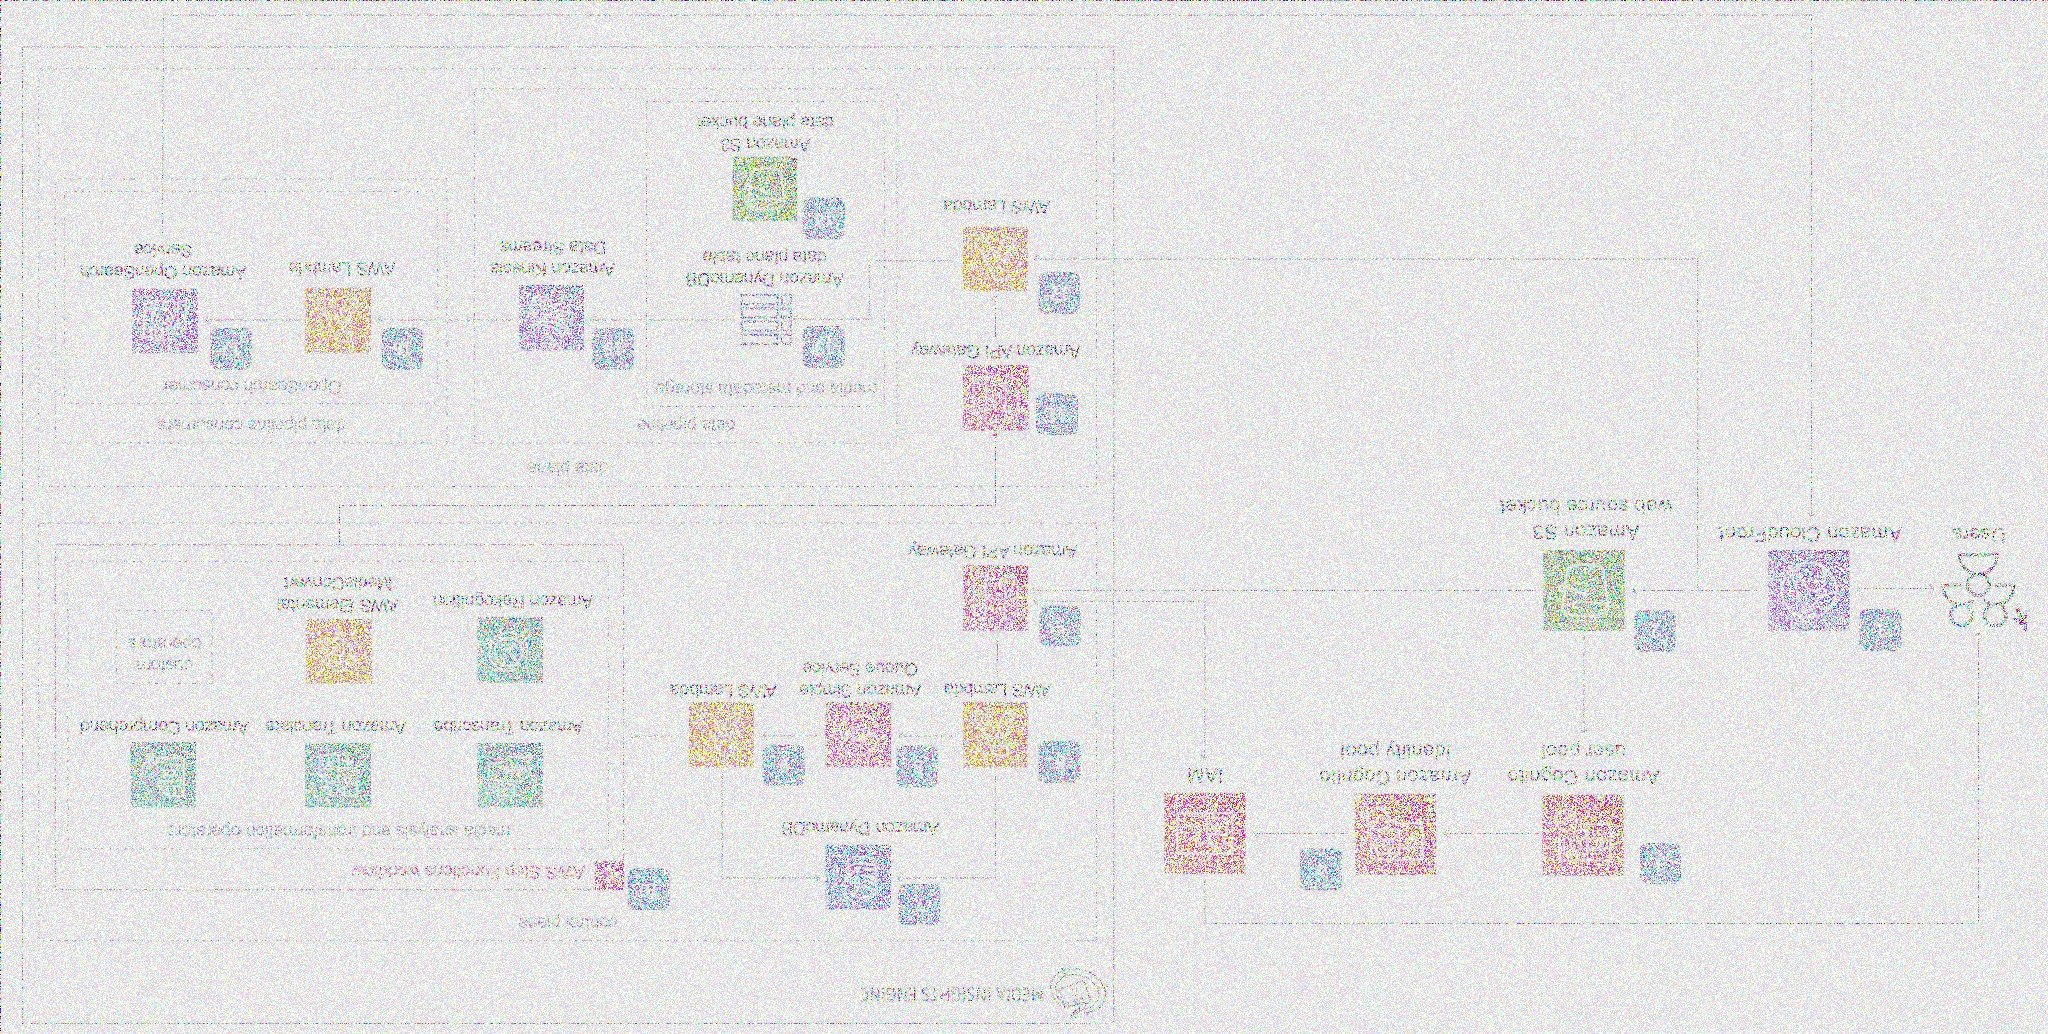 MEDIA INSIGHTS ENGINE
control plane
AWS Step Functions workflow
media analysis and transformation operators
Amazon DynamoDB
Amazon Cognito
user pool
Amazon Cognito
identity pool
IAM
AWS Lambda
Amazon Simple
Queue Service
AWS Lambda
Amazon Transcribe
Amazon Translate
Amazon Comprehend
Amazon Rekognition
AWS Elemental
MediaConvert
custom
operators
Users
Amazon CloudFront
Amazon S3
web source bucket
Amazon API Gateway
data plane
data pipeline
data pipeline consumers
media and metadata storage
OpenSearch consumer
Amazon API Gateway
Amazon DynamoDB
data plane table
Amazon Kinesis
Data Streams
AWS Lambda
Amazon OpenSearch
Service
AWS Lambda
Amazon S3
data plane bucket